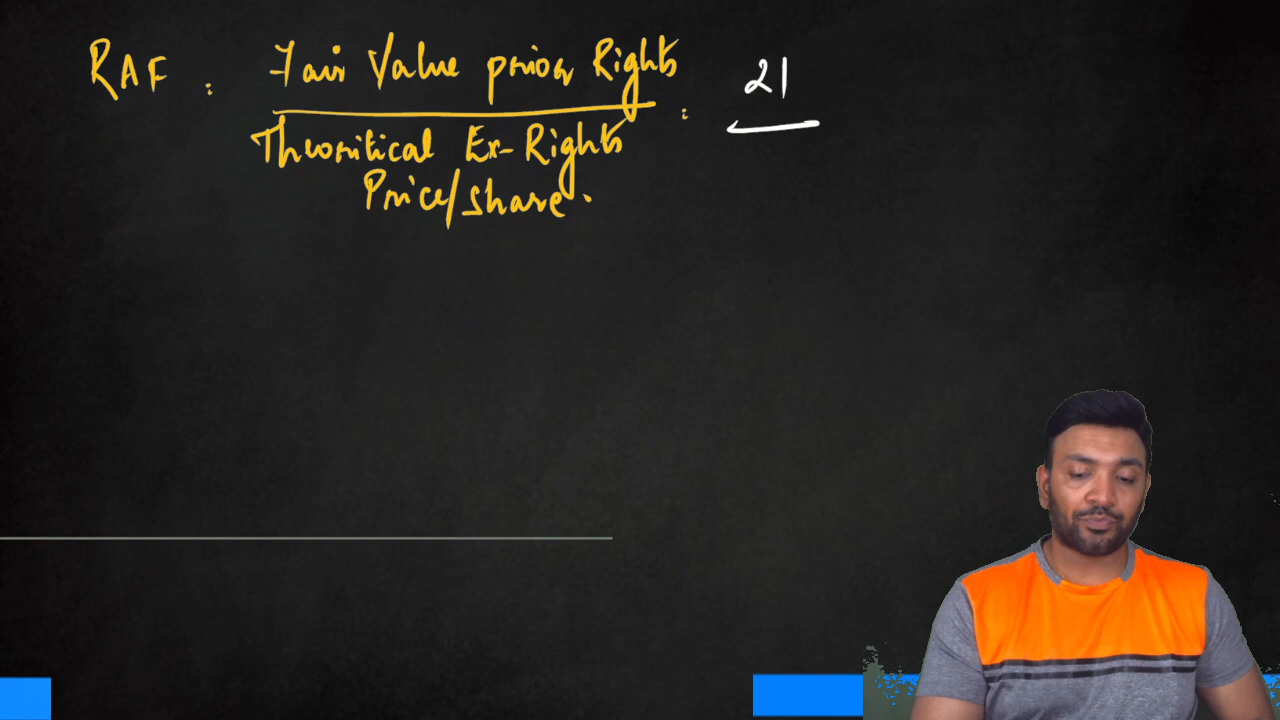 RAF : Fair Value prior Rights : 21
Theoritical Ex-Rights
Price/share.